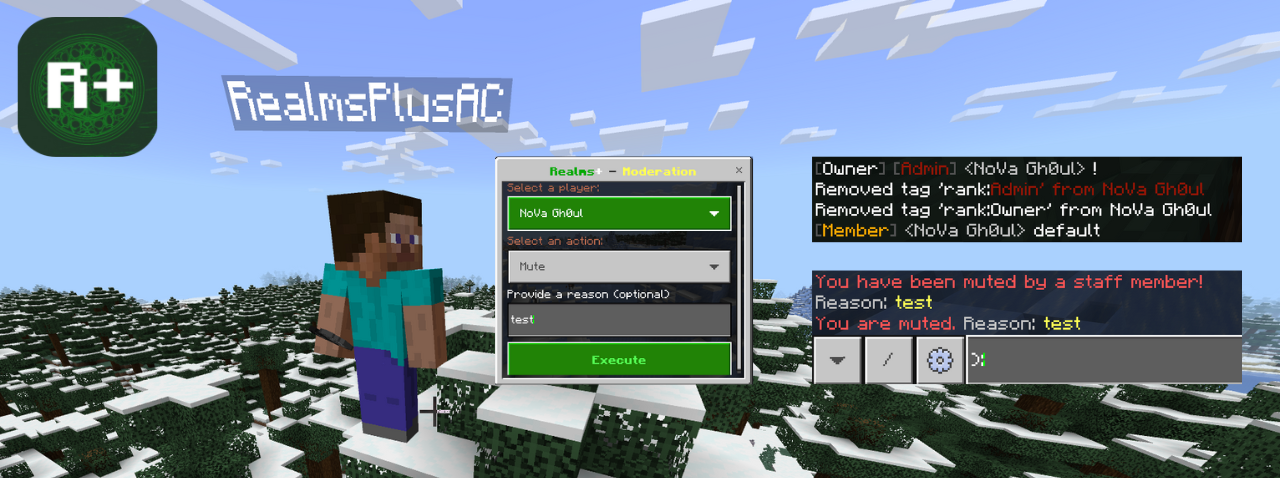 R+
RealmsPlusAC
Realms+ - Moderation
Select a player:
NoVa Gh0ul
Select an action:
Mute
Provide a reason (optional)
test
Execute
[Owner] [Admin] <NoVa Gh0ul> !
Removed tag 'rank:Admin' from NoVa Gh0ul
Removed tag 'rank:Owner' from NoVa Gh0ul
[Member] <NoVa Gh0ul> default
You have been muted by a staff member!
Reason: test
You are muted. Reason: test
/
):